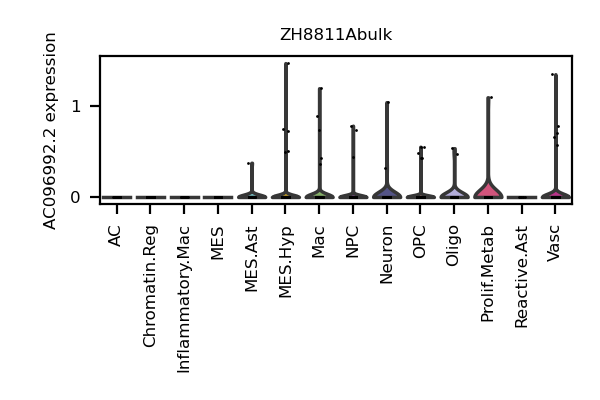 ZH8811Abulk
AC096992.2 expression
1
0
AC
Chromatin.Reg
Inflammatory.Mac
MES
MES.Ast
MES.Hyp
Mac
NPC
Neuron
OPC
Oligo
Prolif.Metab
Reactive.Ast
Vasc